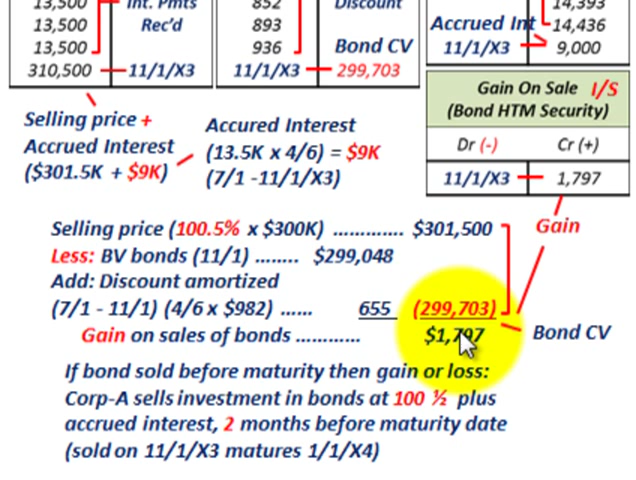 13,500 Int. Pmts
13,500 Rec'd
13,500
310,500 11/1/X3
852 Discount
893
936 Bond CV
11/1/X3 299,703
14,393
Accrued Int 14,436
11/1/X3 9,000
Gain On Sale I/S
(Bond HTM Security)
Dr (-) Cr (+)
11/1/X3 1,797
Selling price +
Accrued Interest
($301.5K + $9K)
Accured Interest
(13.5K x 4/6) = $9K
(7/1 -11/1/X3)
Gain
Selling price (100.5% x $300K) ............. $301,500
Less: BV bonds (11/1) ........ $299,048
Add: Discount amortized
(7/1 - 11/1) (4/6 x $982) ...... 655 (299,703)
Gain on sales of bonds ............ $1,797
Bond CV
If bond sold before maturity then gain or loss:
Corp-A sells investment in bonds at 100 ½ plus
accrued interest, 2 months before maturity date
(sold on 11/1/X3 matures 1/1/X4)